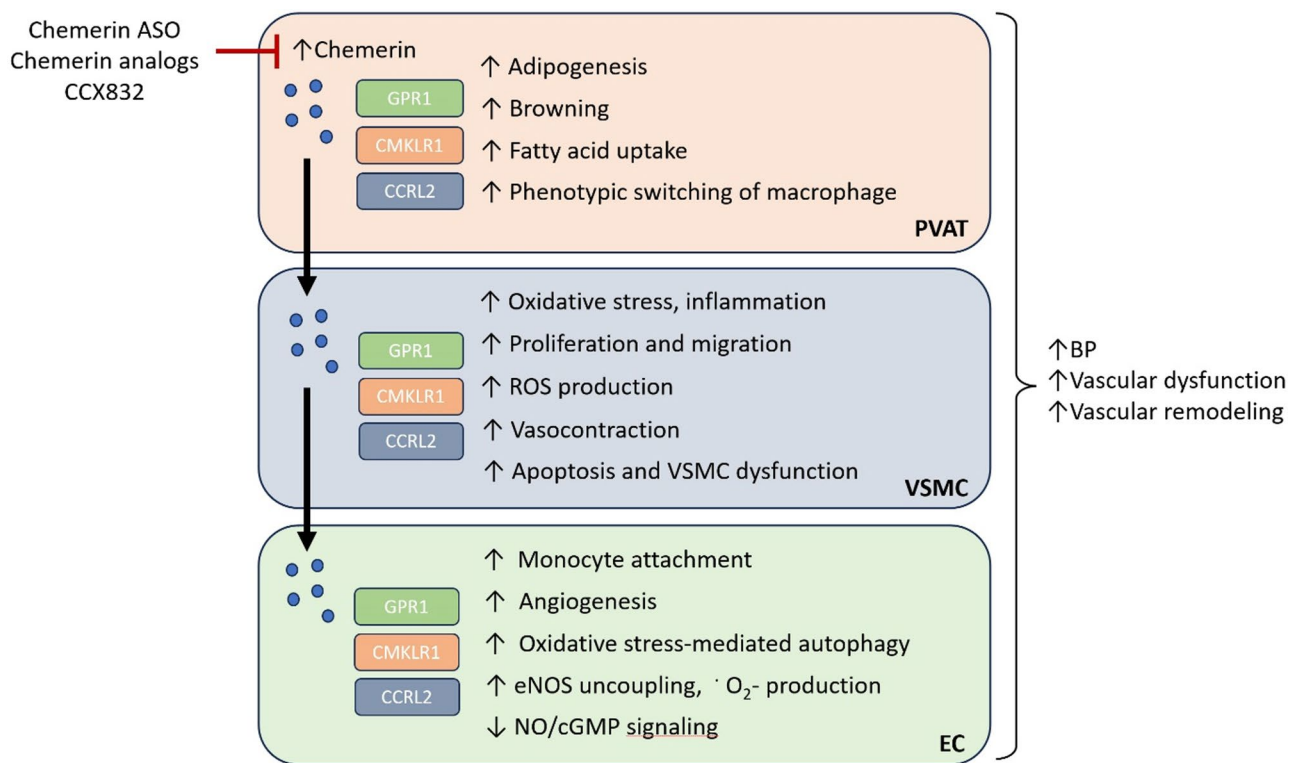 Chemerin ASO
Chemerin analogs
CCX832
↑Chemerin
GPR1
CMKLR1
CCRL2
↑ Adipogenesis
↑ Browning
↑ Fatty acid uptake
↑ Phenotypic switching of macrophage
PVAT
GPR1
CMKLR1
CCRL2
↑ Oxidative stress, inflammation
↑ Proliferation and migration
↑ ROS production
↑ Vasocontraction
↑ Apoptosis and VSMC dysfunction
VSMC
GPR1
CMKLR1
CCRL2
↑ Monocyte attachment
↑ Angiogenesis
↑ Oxidative stress-mediated autophagy
↑ eNOS uupling, ˙ O₂- production
↓ NO/cGMP signaling
EC
↑BP
↑Vascular dysfunction
↑Vascular remodeling